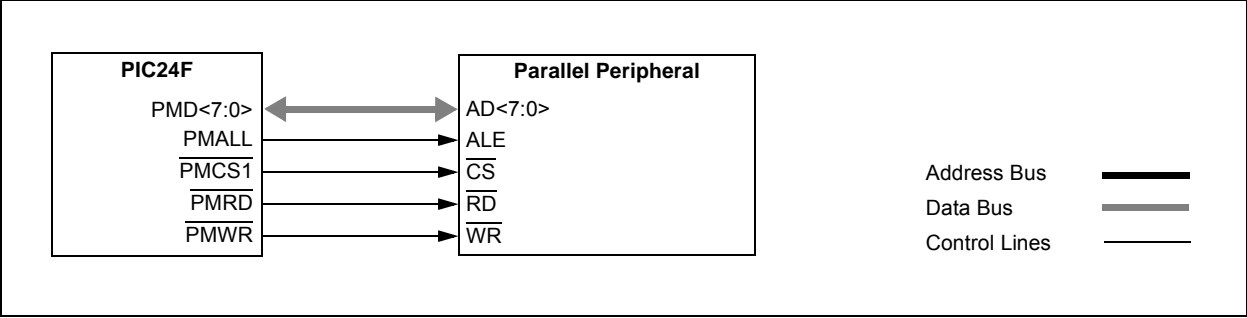 PIC24F
PMD<7:0>
PMALL
PMCS1
PMRD
PMWR
Parallel Peripheral
AD<7:0>
ALE
CS
RD
WR
Address Bus
Data Bus
Control Lines